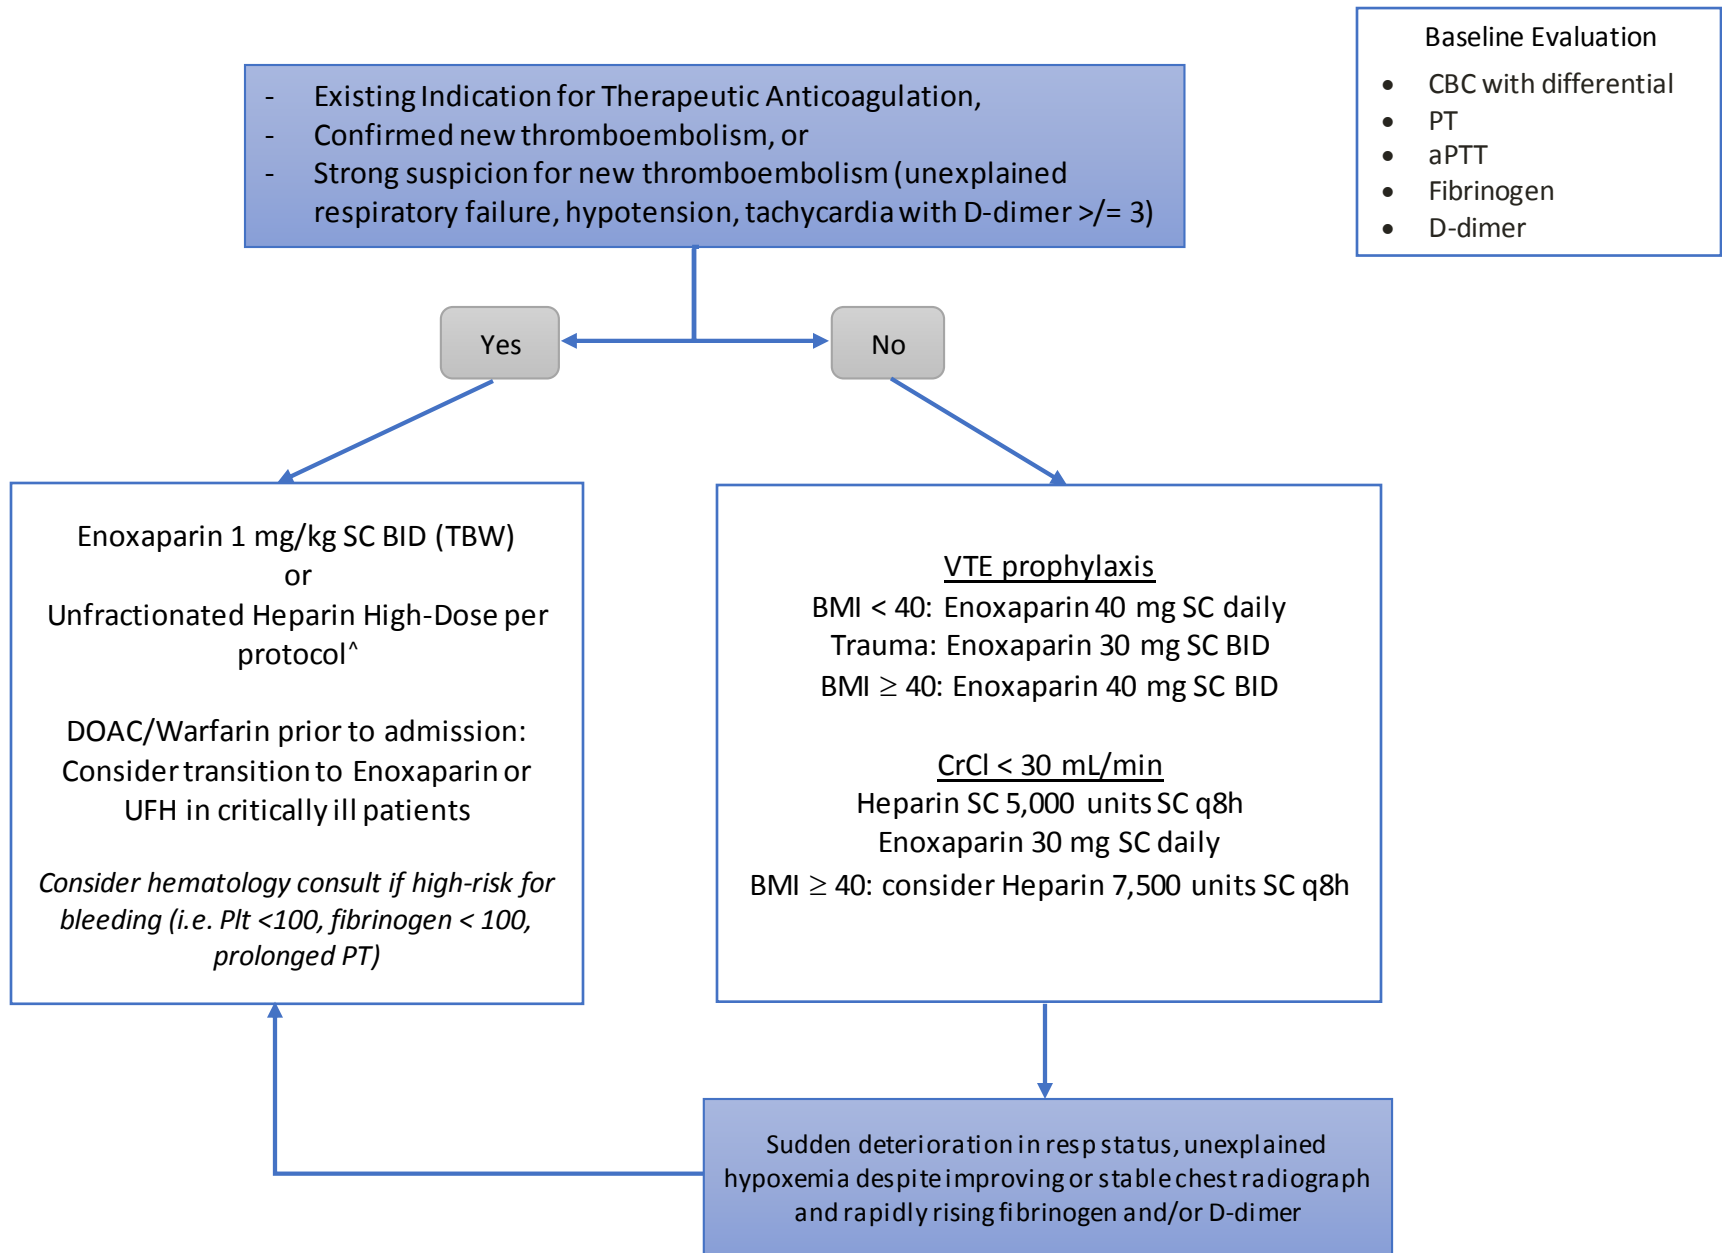 Baseline Evaluation
• CBC with differential
• PT
• aPTT
• Fibrinogen
• D-dimer
- Existing Indication for Therapeutic Anticoagulation,
- Confirmed new thromboembolism, or
- Strong suspicion for new thromboembolism (unexplained
respiratory failure, hypotension, tachycardia with D-dimer >/= 3)
Yes
No
Enoxaparin 1 mg/kg SC BID (TBW)
or
Unfractionated Heparin High-Dose per
protocol^
DOAC/Warfarin prior to admission:
Consider transition to Enoxaparin or
UFH in critically ill patients
Consider hematology consult if high-risk for
bleeding (i.e. Plt <100, fibrinogen < 100,
prolonged PT)
VTE prophylaxis
BMI < 40: Enoxaparin 40 mg SC daily
Trauma: Enoxaparin 30 mg SC BID
BMI ≥ 40: Enoxaparin 40 mg SC BID
CrCl < 30 mL/min
Heparin SC 5,000 units SC q8h
Enoxaparin 30 mg SC daily
BMI ≥ 40: consider Heparin 7,500 units SC q8h
Sudden deterioration in resp status, unexplained
hypoxemia despite improving or stable chest radiograph
and rapidly rising fibrinogen and/or D-dimer